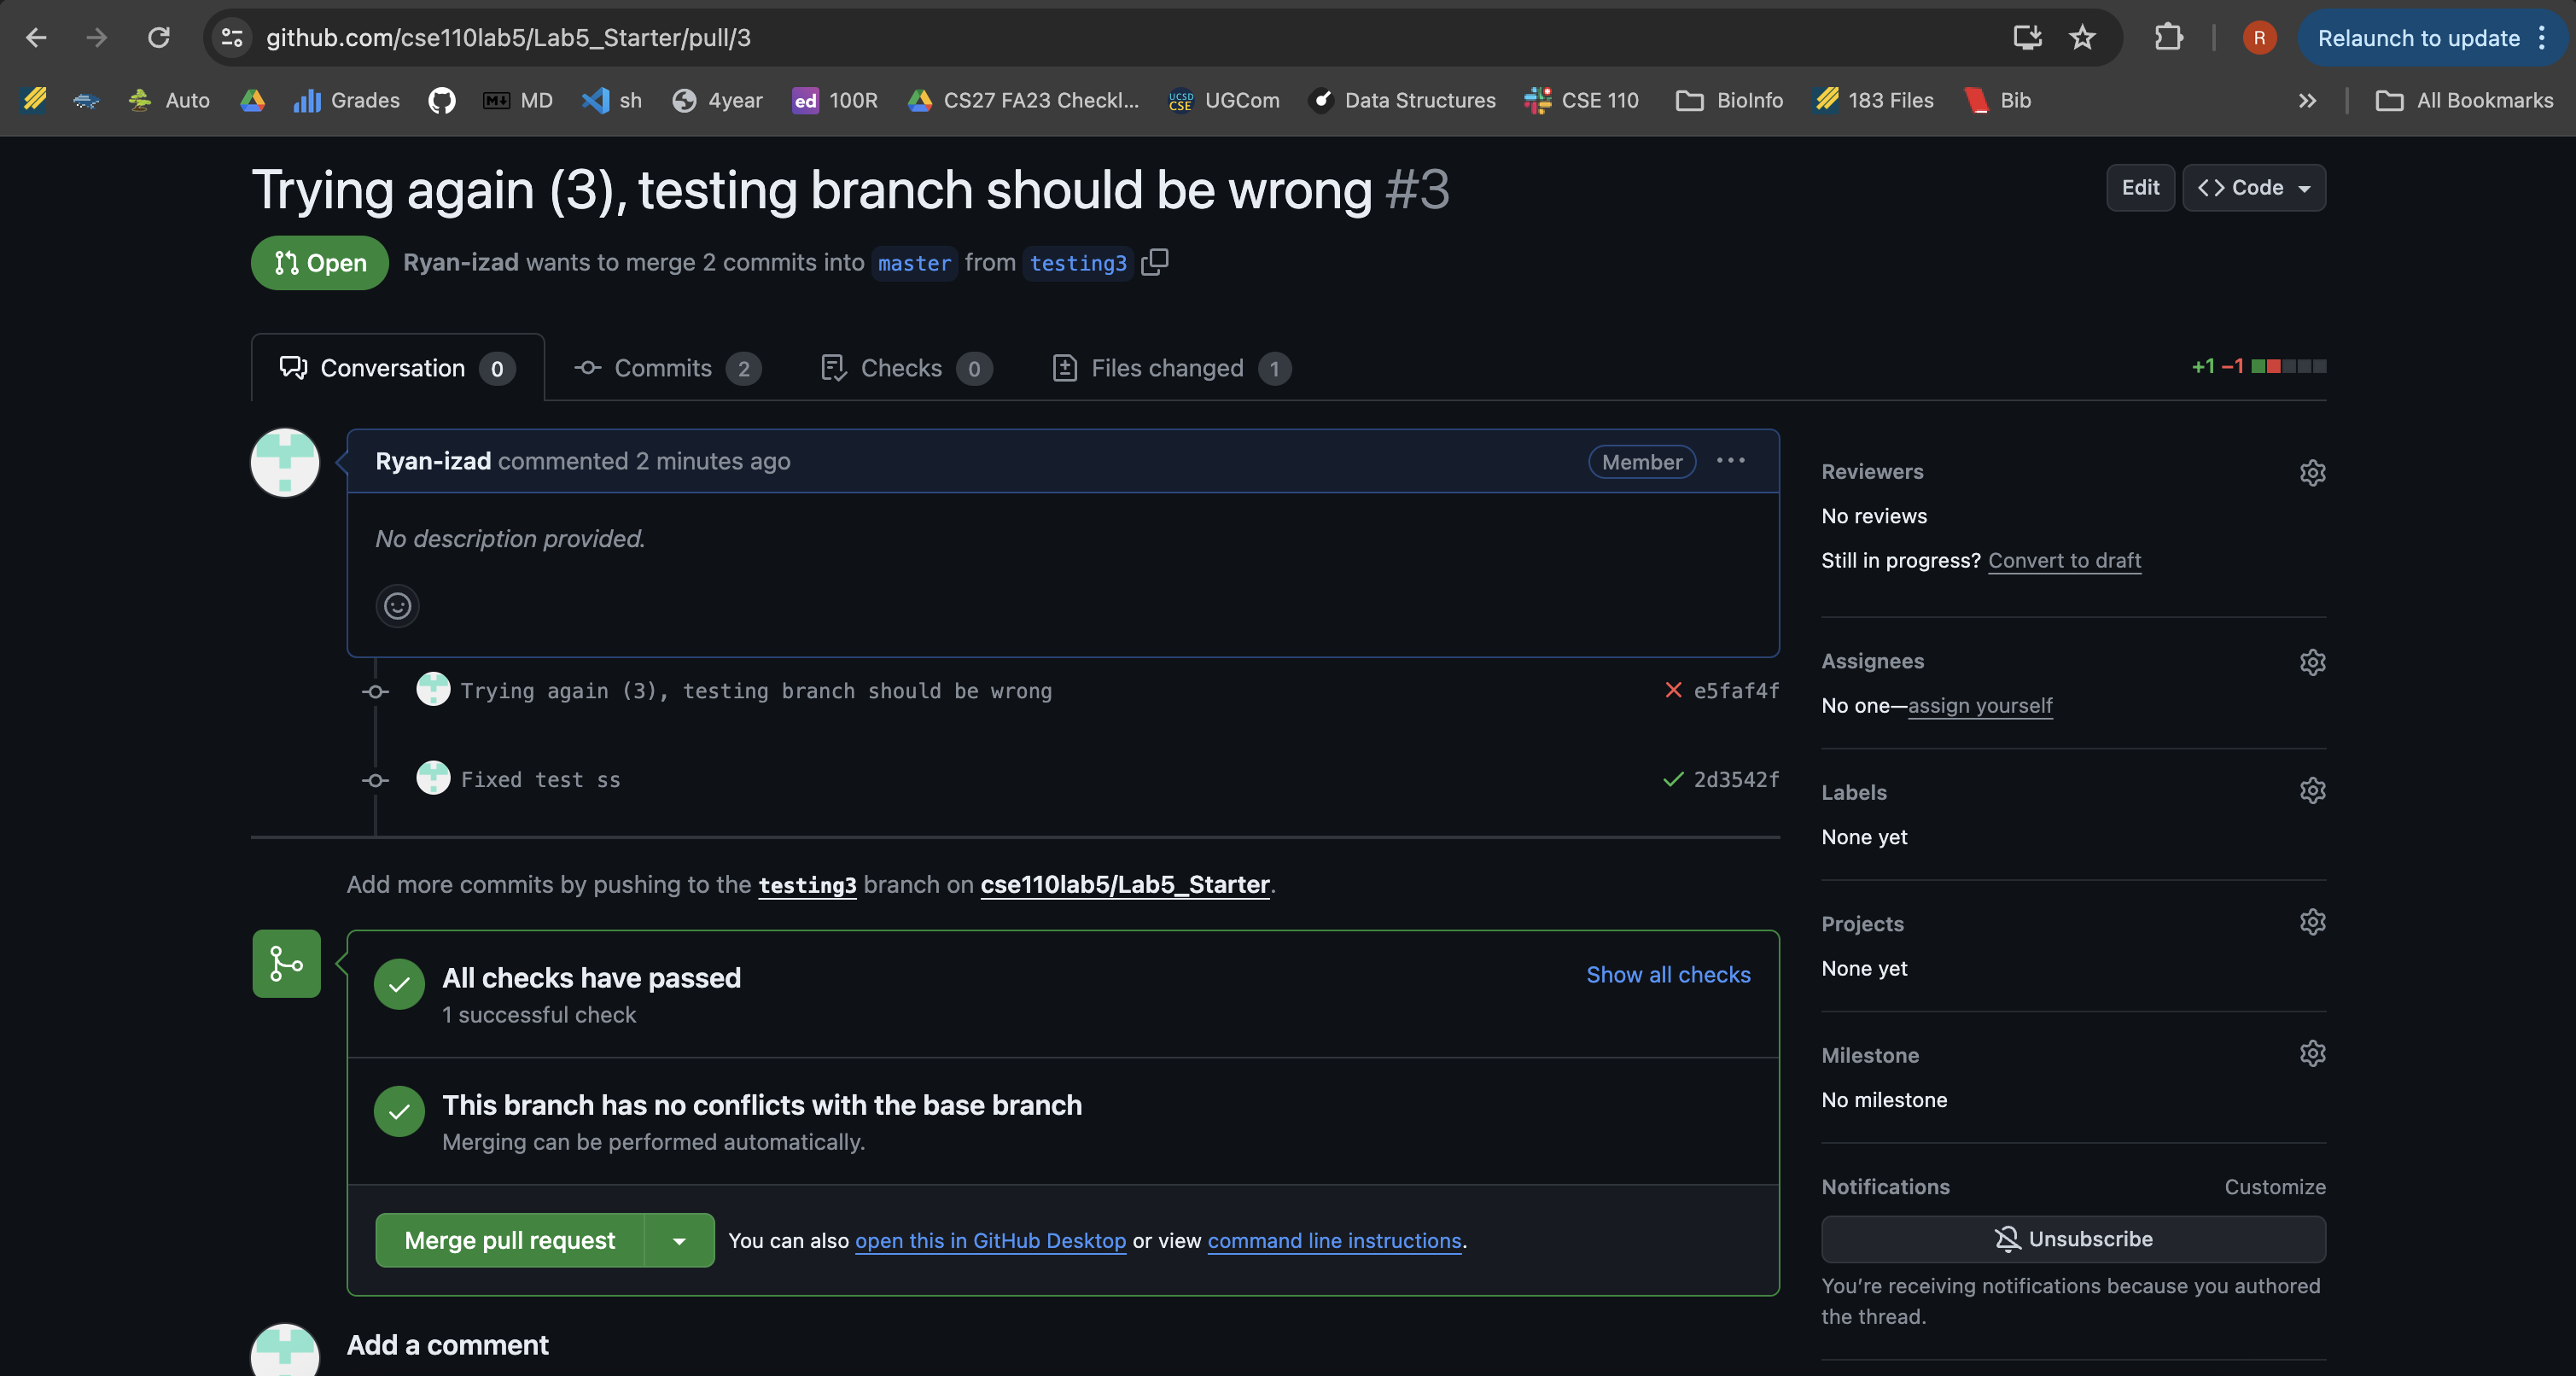 github.com/cse110lab5/Lab5_Starter/pull/3
R
Relaunch to update
Auto
Grades
MD
sh
4year
ed 100R
CS27 FA23 Checkl...
UCSD CSE UGCom
Data Structures
CSE 110
BioInfo
183 Files
Bib
All Bookmarks
Trying again (3), testing branch should be wrong #3
Edit
Code
Open
Ryan-izad wants to merge 2 commits into master from testing3
Conversation 0
Commits 2
Checks 0
Files changed 1
+1 −1
Ryan-izad commented 2 minutes ago
Member
No description provided.
Trying again (3), testing branch should be wrong
e5faf4f
Fixed test ss
2d3542f
Add more commits by pushing to the testing3 branch on cse110lab5/Lab5_Starter.
All checks have passed
1 successful check
Show all checks
This branch has no conflicts with the base branch
Merging can be performed automatically.
Merge pull request
You can also open this in GitHub Desktop or view command line instructions.
Add a comment
Reviewers
No reviews
Still in progress? Convert to draft
Assignees
No one—assign yourself
Labels
None yet
Projects
None yet
Milestone
No milestone
Notifications
Customize
Unsubscribe
You’re receiving notifications because you authored
the thread.